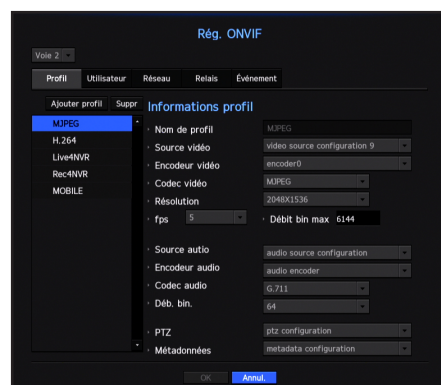 Rég. ONVIF
Voie 2
Profil Utilisateur Réseau Relais Événement
Ajouter profil Suppr
MJPEG
H.264
Live4NVR
Rec4NVR
MOBILE
Informations profil
Nom de profil MJPEG
Source vidéo video source configuration 9
Encodeur vidéo encoder0
Codec vidéo MJPEG
Résolution 2048X1536
fps 5 Débit bin max 6144
Source autio audio source configuration
Encodeur audio audio encoder
Codec audio G.711
Déb. bin. 64
PTZ ptz configuration
Métadonnées metadata configuration
OK Annul.